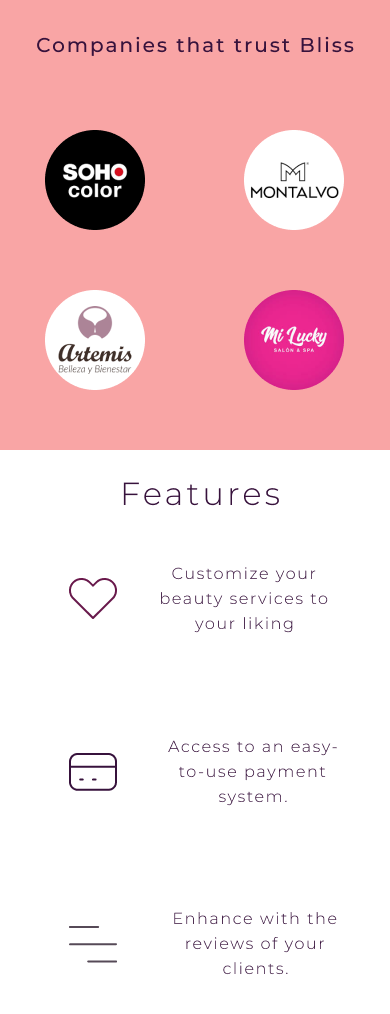 Companies that trust Bliss
SOHO
color
MONTALVO
Artemis
Belleza y Bienestar
Mi Lucky
SALÓN & SPA
Features
Customize your
beauty services to
your liking
Access to an easy-
to-use payment
system.
Enhance with the
reviews of your
clients.